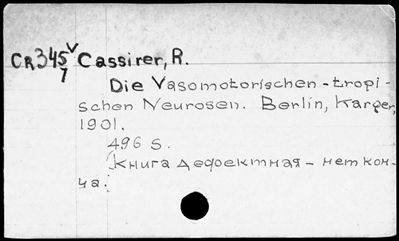 CR345 V Cassirer, R.
7
Die Vasomotorischen-tropi-
schen Neurosen. Berlin, Karger,
1901.
496 S.
[Книга дефектная - нет кон-
ца.]